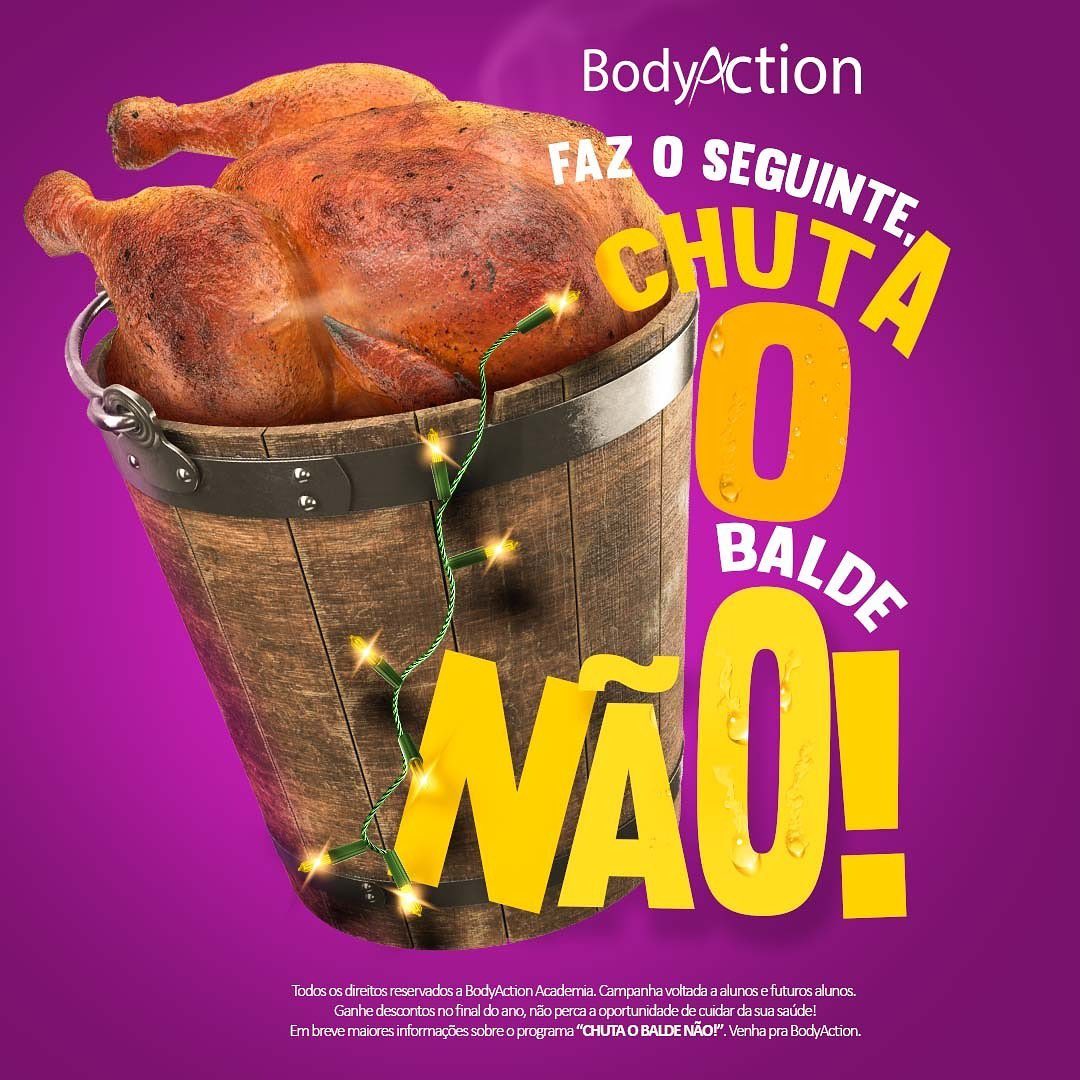 BodyAction
FAZ O SEGUINTE,
CHUTA
O
BALDE
NÃO!
Todos os direitos reservados a BodyAction Academia. Campanha voltada a alunos e futuros alunos.
Ganhe descontos no final do ano, não perca a oportunidade de cuidar da sua saúde!
Em breve maiores informações sobre o programa “CHUTA O BALDE NÃO!”. Venha pra BodyAction.